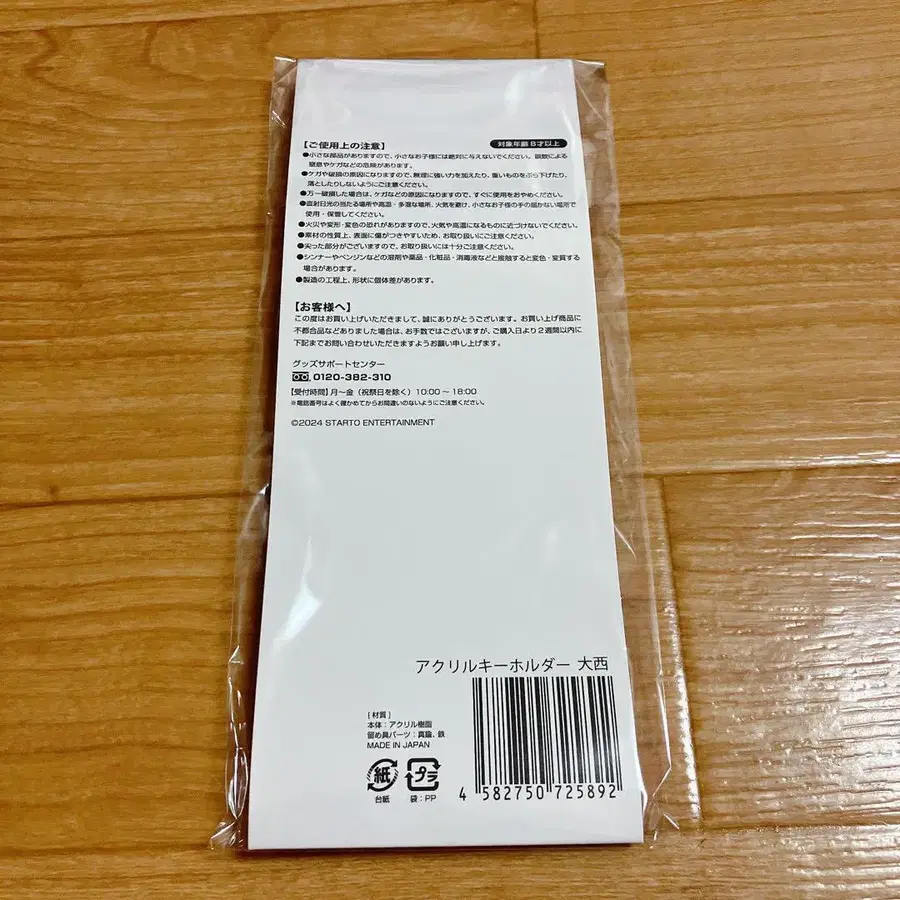 【ご使用上の注意】
対象年齢 8才以上
●小さな部品がありますので、小さなお子様には絶対に与えないでください。誤飲による
窒息やケガなどの危険があります。
●ケガや破損の原因になりますので、無理に強い力を加えたり、重いものをぶら下げたり、
落としたりしないようにご注意ください。
●万一破損した場合は、ケガなどの原因になりますので、すぐに使用をおやめください。
●直射日光の当たる場所や高温・多湿な場所、火気を避け、小さなお子様の手の届かない場所で
使用・保管してください。
●火災や変形・変色の恐れがありますので、火気や高温になるものに近づけないでください。
●素材の性質上、表面に傷がつきやすいため、お取り扱いにご注意ください。
●尖った部分がございますので、お取り扱いには十分ご注意ください。
●シンナーやベンジンなどの溶剤や薬品・化粧品・消毒液などと接触すると変色・変質する
場合があります。
●製造の工程上、形状に個体差があります。
【お客様へ】
この度はお買い上げいただきまして、誠にありがとうございます。お買い上げ商品に
不都合品などありました場合は、お手数ではございますが、ご購入日より2週間以内に
下記までお問い合わせいただきますようお願い申し上げます。
グッズサポートセンター
0120-382-310
【受付時間】月〜金（祝祭日を除く）10:00〜18:00
※電話番号はよく確かめてからお間違いのないようにご注意ください。
©2024 STARTO ENTERTAINMENT
アクリルキーホルダー 大西
[材質]
本体：アクリル樹脂
留め具パーツ：真鍮、鉄
MADE IN JAPAN
紙
台紙
プラ
袋：PP
4 582750 725892